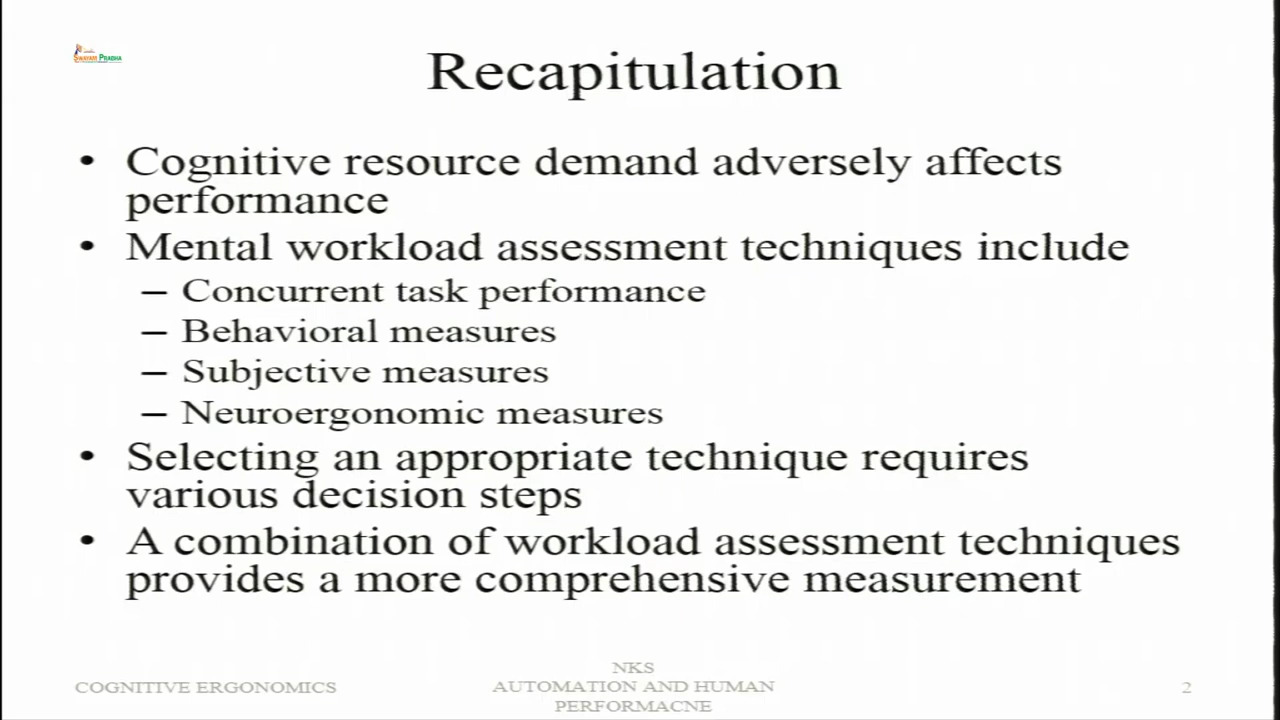 SWAYAM PRABHA
Recapitulation
• Cognitive resource demand adversely affects
performance
• Mental workload assessment techniques include
– Concurrent task performance
– Behavioral measures
– Subjective measures
– Neuroergonomic measures
• Selecting an appropriate technique requires
various decision steps
• A combination of workload assessment techniques
provides a more comprehensive measurement
COGNITIVE ERGONOMICS
NKS
AUTOMATION AND HUMAN
PERFORMACNE
2